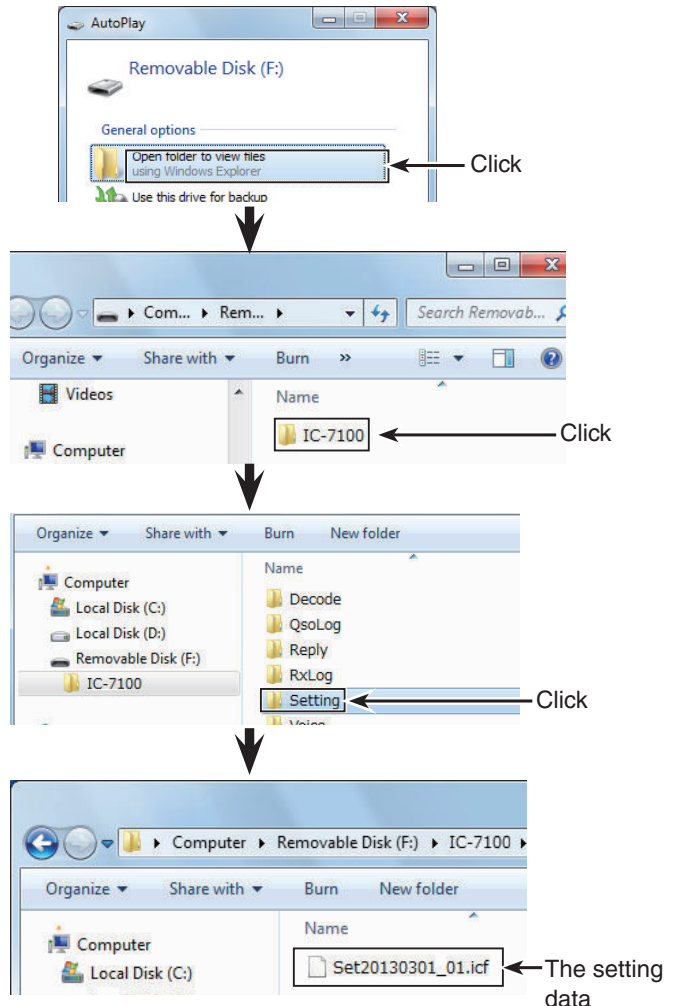 AutoPlay
Removable Disk (F:)
General options
Open folder to view files
using Windows Explorer
Click
Use this drive for backup
Com... Rem...
Search Removab...
Organize Share with Burn »
Videos
Name
IC-7100
Click
Computer
Organize Share with Burn New folder
Name
Computer
Decode
Local Disk (C:)
QsoLog
Local Disk (D:)
Reply
Removable Disk (F:)
RxLog
IC-7100
Setting
Click
Voice
Computer Removable Disk (F:) IC-7100
Organize Share with Burn New folder
Name
Computer
Set20130301_01.icf
The setting
data
Local Disk (C:)